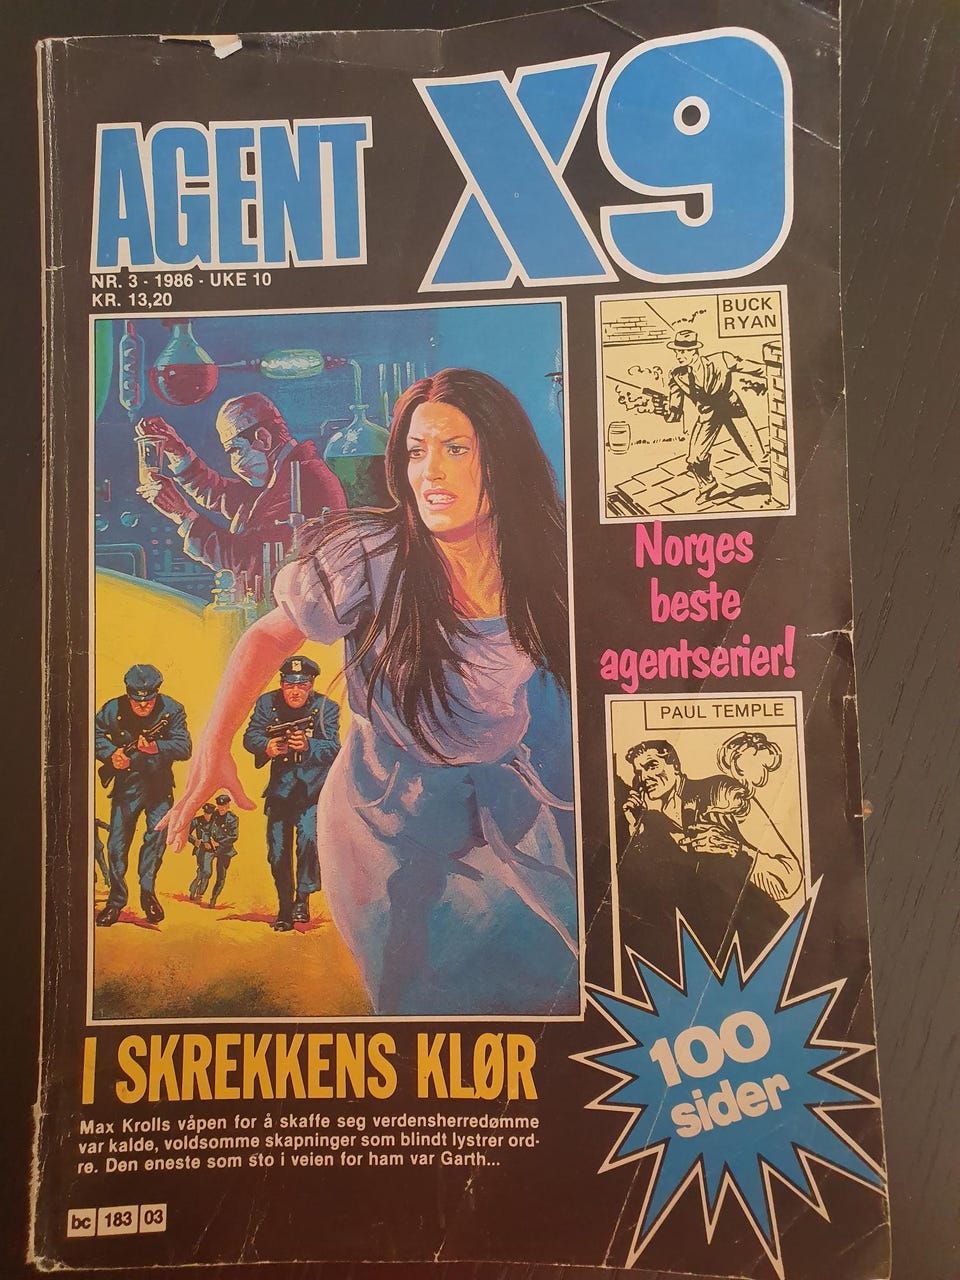 AGENT X9
NR. 3 - 1986 - UKE 10
KR. 13,20
BUCK
RYAN
Norges
beste
agentserier!
PAUL TEMPLE
I SKREKKENS KLØR
Max Krolls våpen for å skaffe seg verdensherredømme
var kalde, voldsomme skapninger som blindt lystrer ord-
re. Den eneste som sto i veien for ham var Garth...
100
sider
bc 183 03